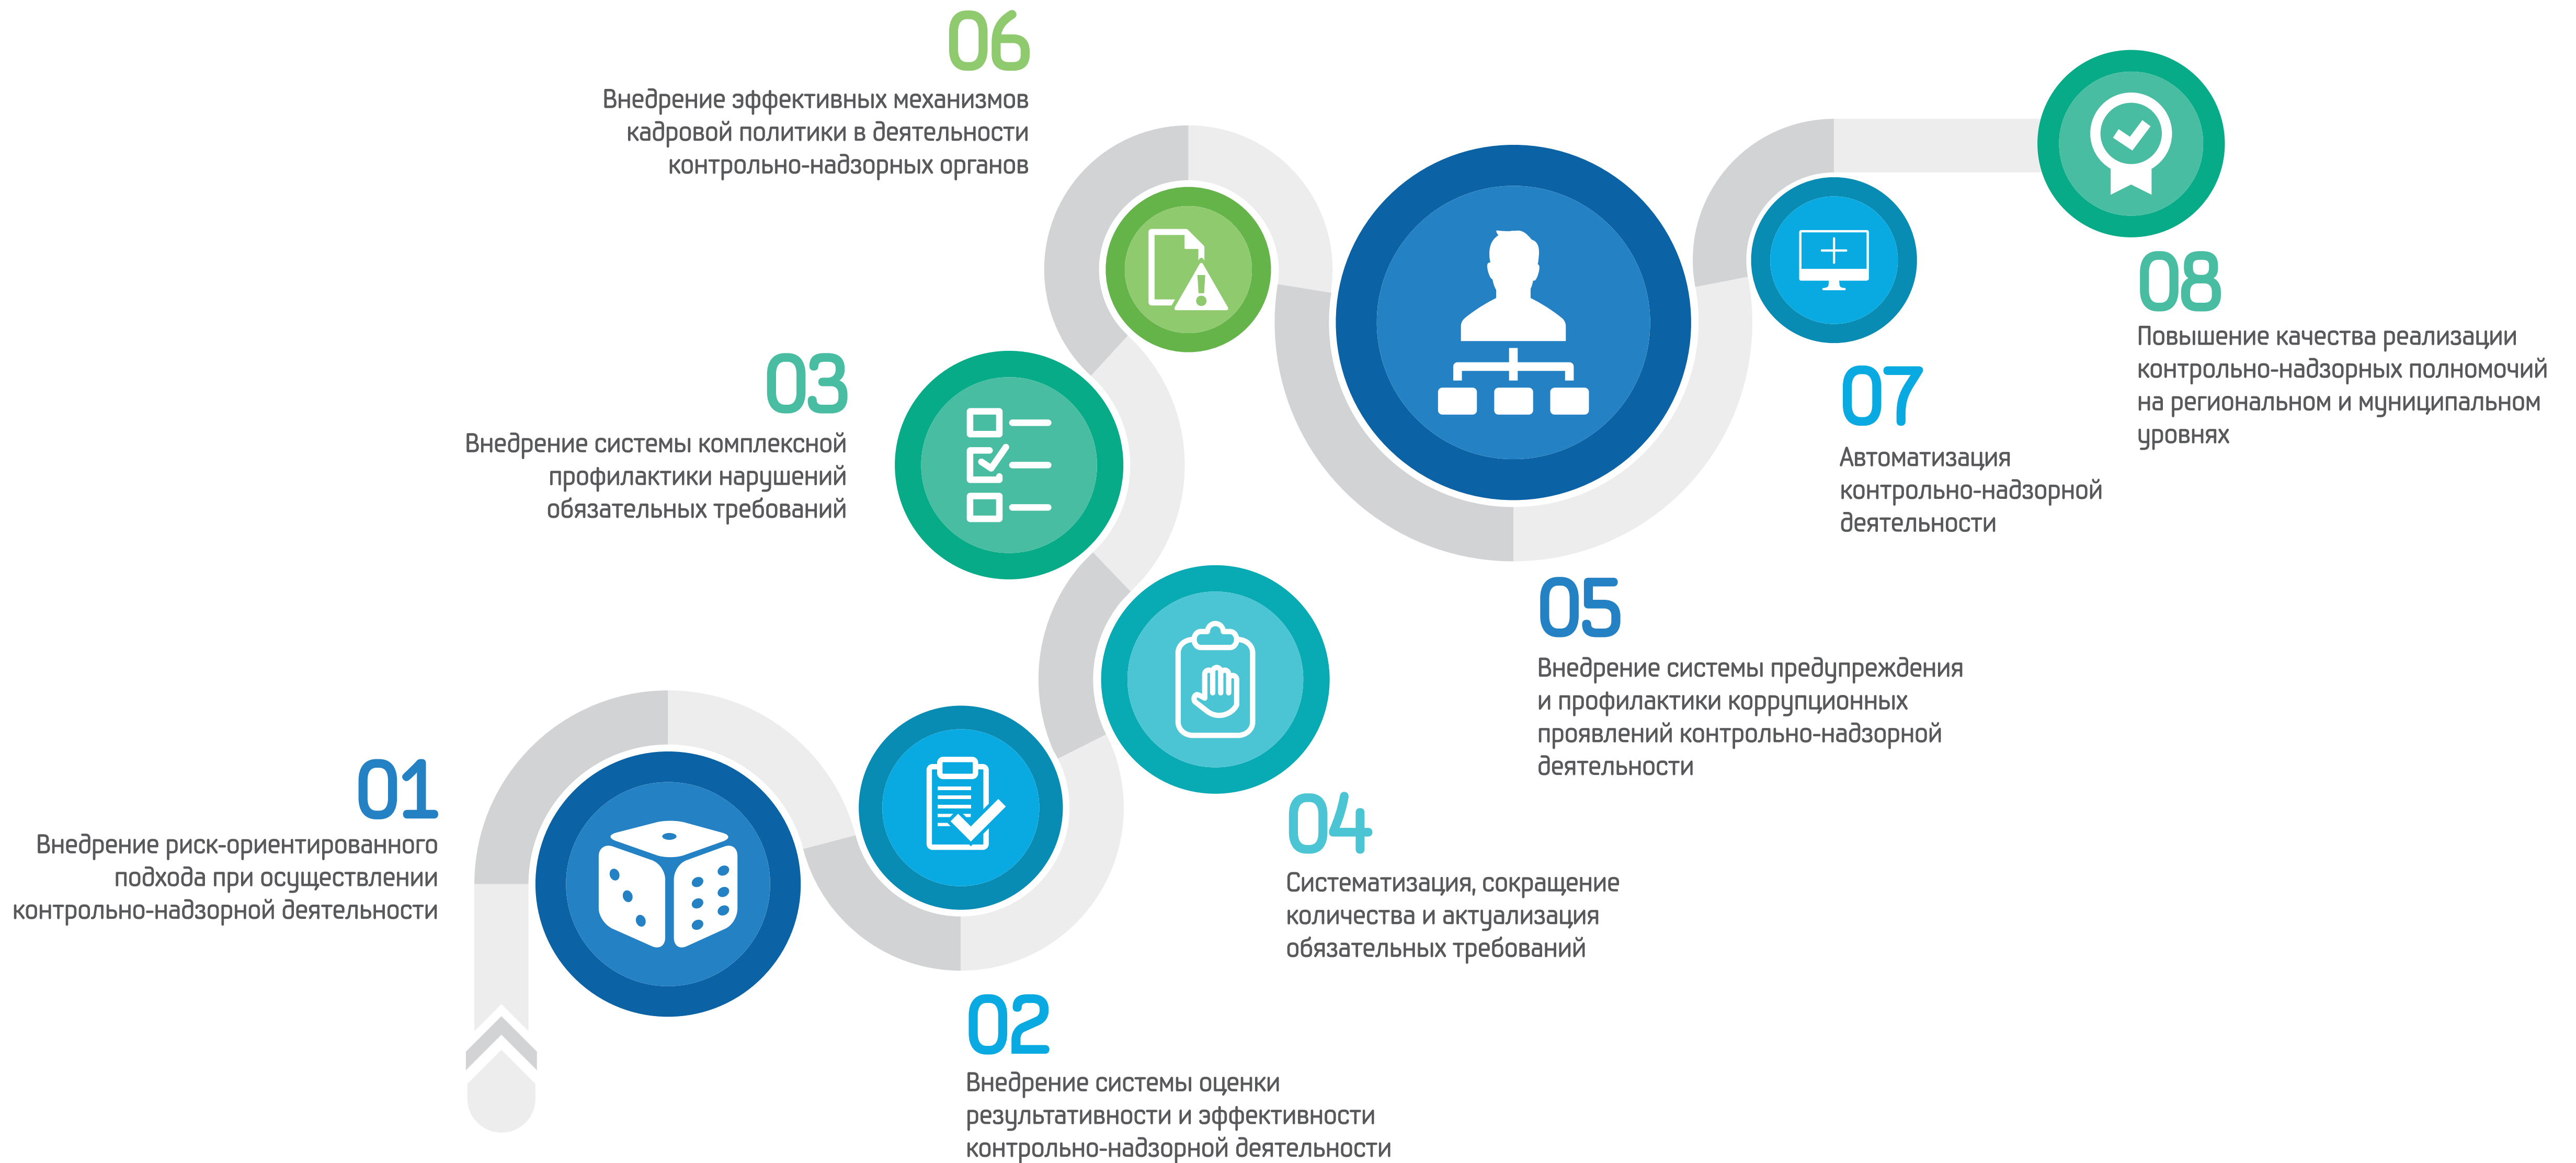 01
Внедрение риск-ориентированного
подхода при осуществлении
контрольно-надзорной деятельности
02
Внедрение системы оценки
результативности и эффективности
контрольно-надзорной деятельности
03
Внедрение системы комплексной
профилактики нарушений
обязательных требований
04
Систематизация, сокращение
количества и актуализация
обязательных требований
05
Внедрение системы предупреждения
и профилактики коррупционных
проявлений контрольно-надзорной
деятельности
06
Внедрение эффективных механизмов
кадровой политики в деятельности
контрольно-надзорных органов
07
Автоматизация
контрольно-надзорной
деятельности
08
Повышение качества реализации
контрольно-надзорных полномочий
на региональном и муниципальном
уровнях